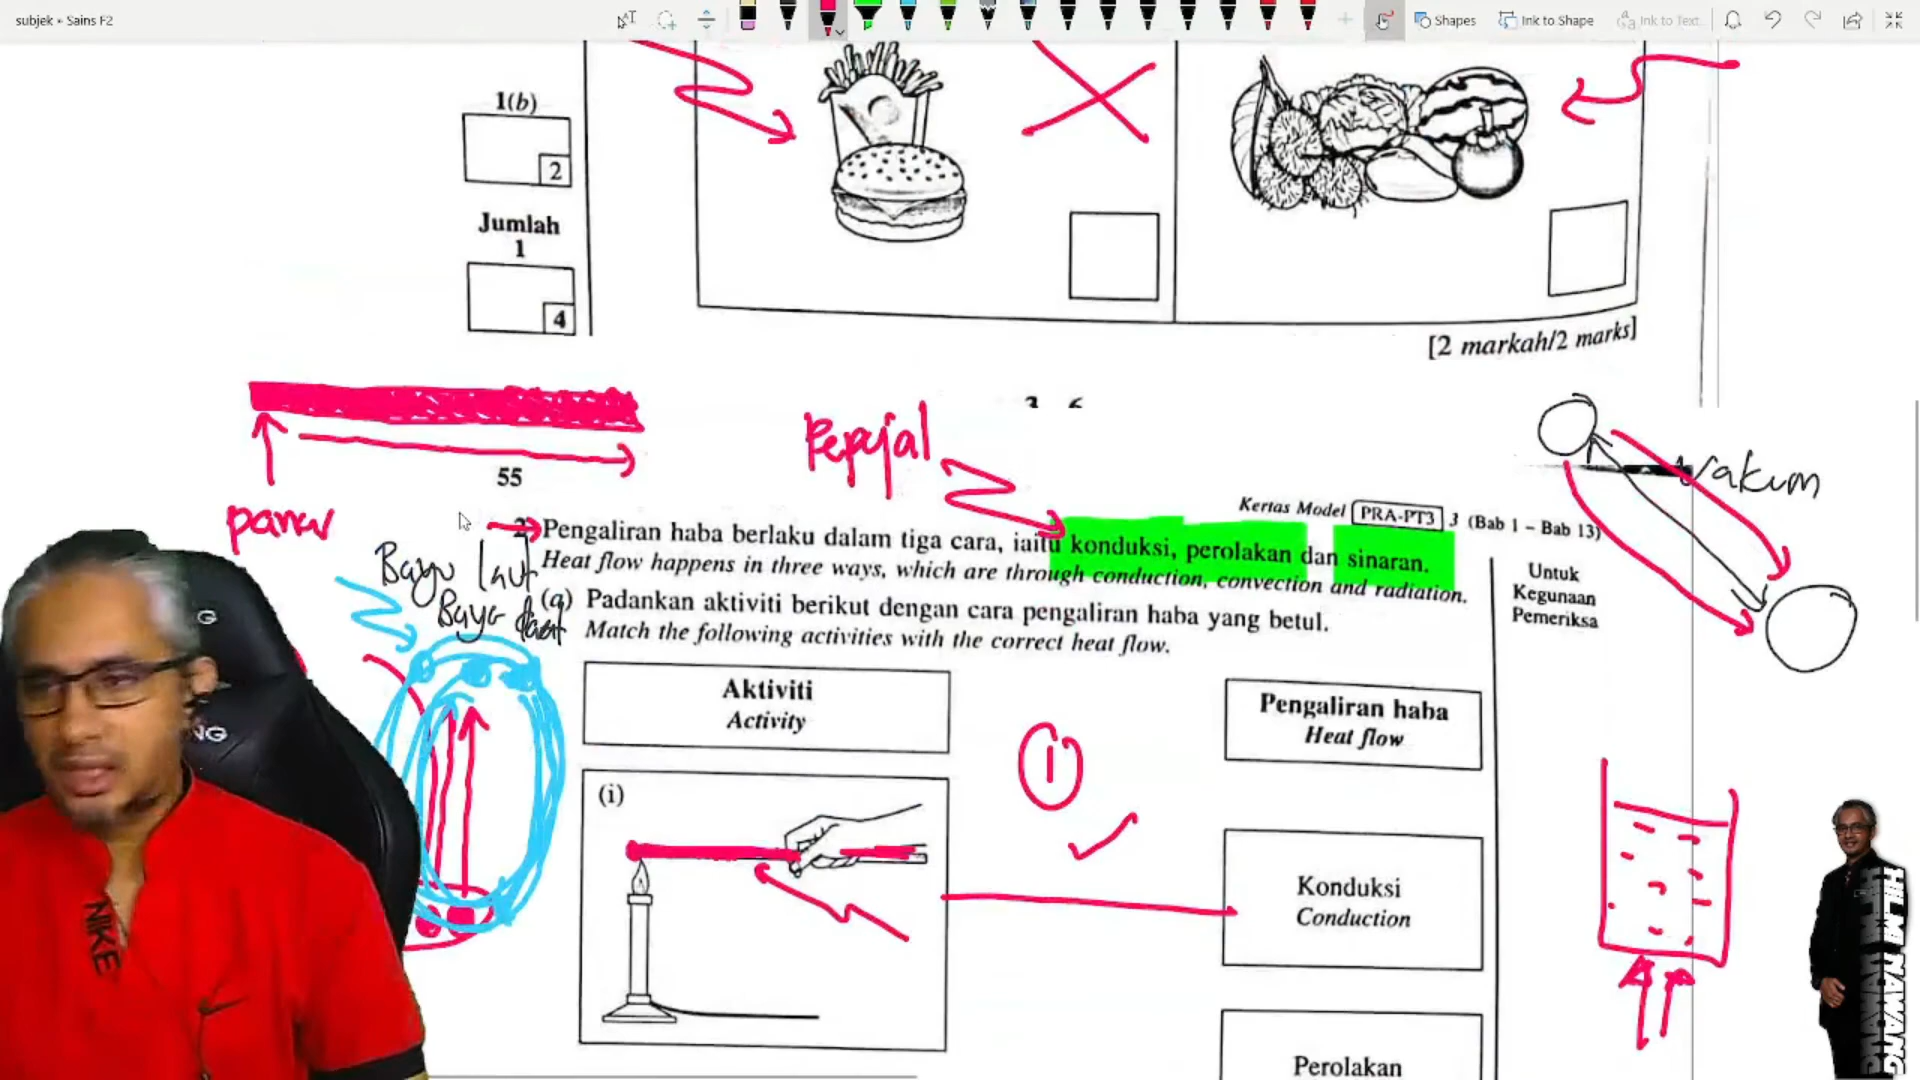 subjek - Sains F2
Shapes
Ink to Shape
Ink to Text
1(b)
2
Jumlah
1
4
[2 markah/2 marks]
3 6
Pepejal
vakum
55
panas
Kertas Model PRA-PT3 3 (Bab 1 – Bab 13)
2 Pengaliran haba berlaku dalam tiga cara, iaitu konduksi, perolakan dan sinaran.
Heat flow happens in three ways, which are through conduction, convection and radiation.
Bayu laut
Bayu darat
(a) Padankan aktiviti berikut dengan cara pengaliran haba yang betul.
Match the following activities with the correct heat flow.
Untuk
Kegunaan
Pemeriksa
Aktiviti
Activity
Pengaliran haba
Heat flow
1
(i)
Konduksi
Conduction
Perolakan
NIKE
HILMI NAWANG